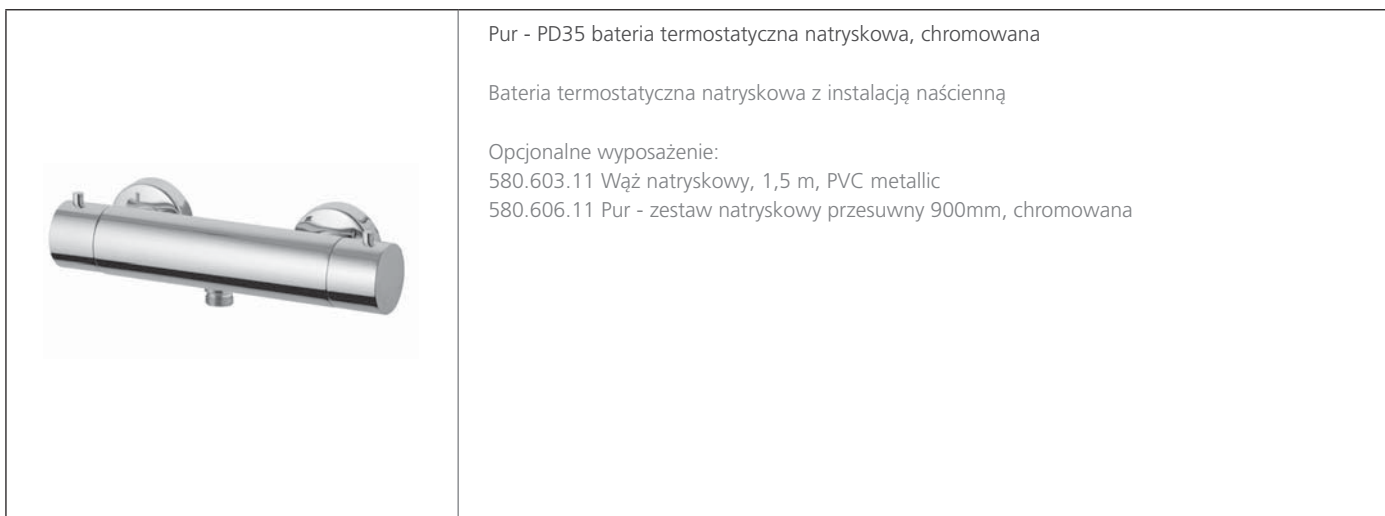 Pur - PD35 bateria termostatyczna natryskowa, chromowana
Bateria termostatyczna natryskowa z instalacją naścienną
Opcjonalne wyposażenie:
580.603.11 Wąż natryskowy, 1,5 m, PVC metallic
580.606.11 Pur - zestaw natryskowy przesuwny 900mm, chromowana